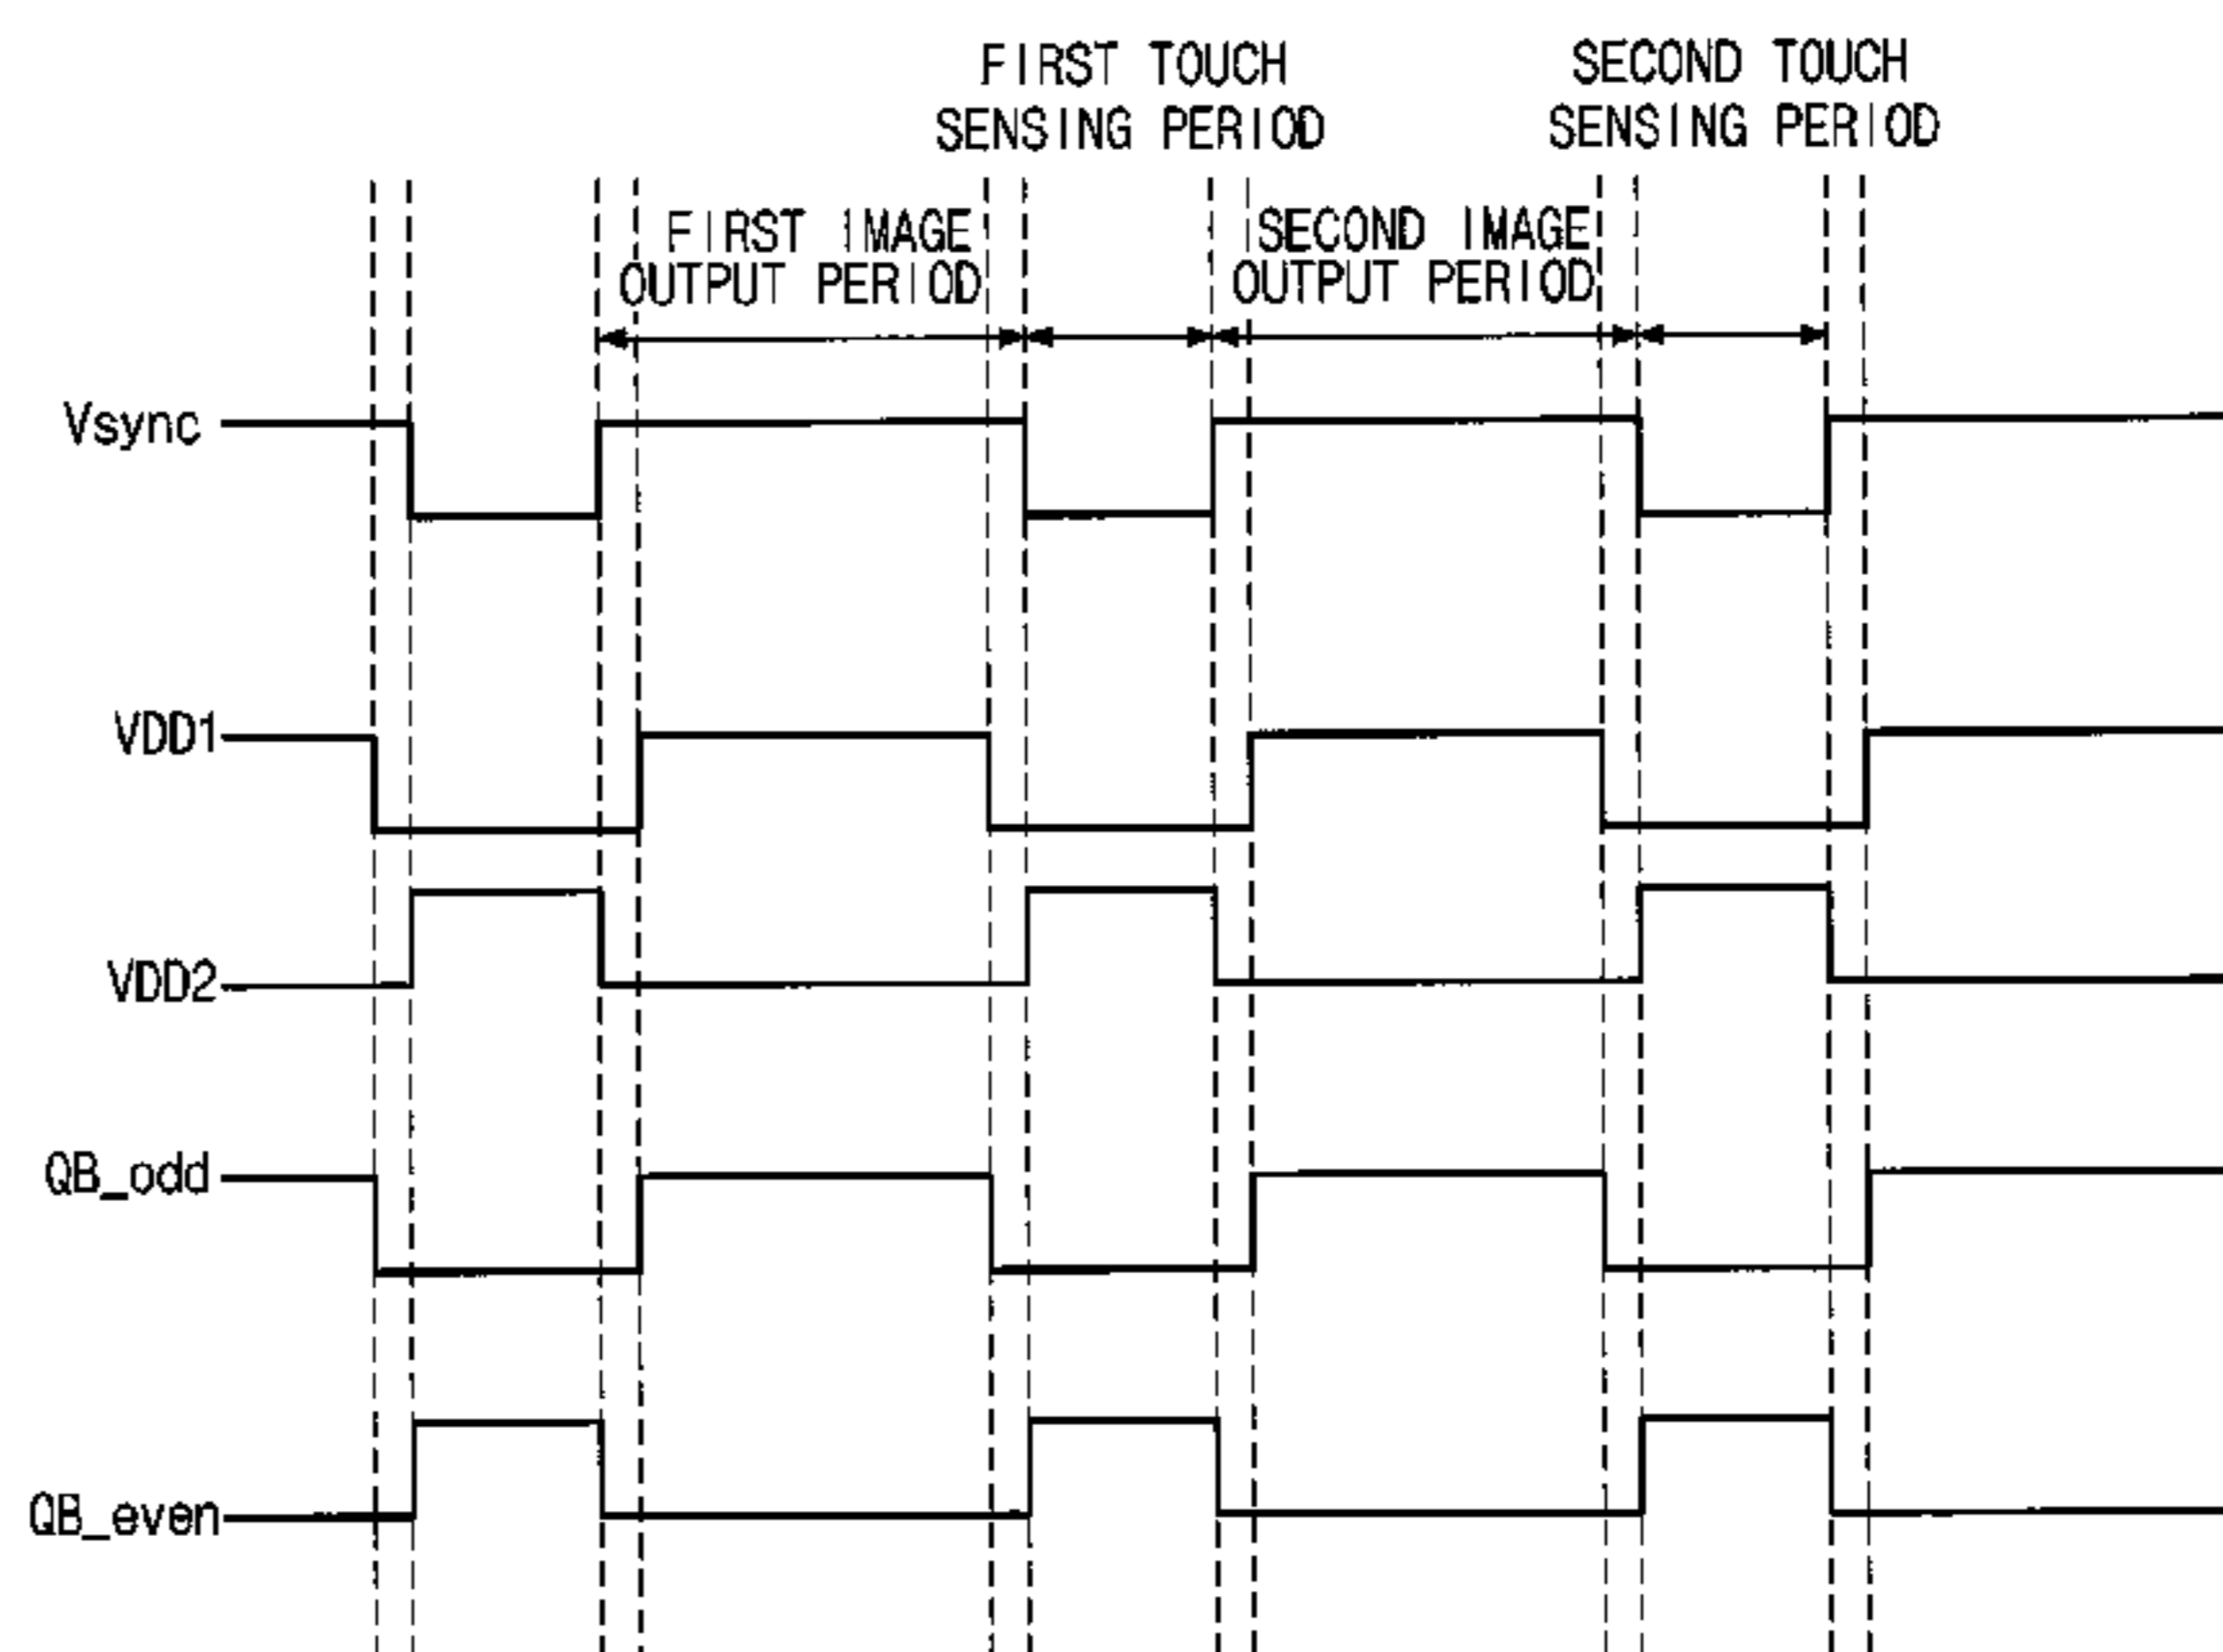 FIRST TOUCH
SENSING PERIOD
SECOND TOUCH
SENSING PERIOD
FIRST IMAGE
OUTPUT PERIOD
SECOND IMAGE
OUTPUT PERIOD
Vsync
VDD1
VDD2
QB_odd
QB_even